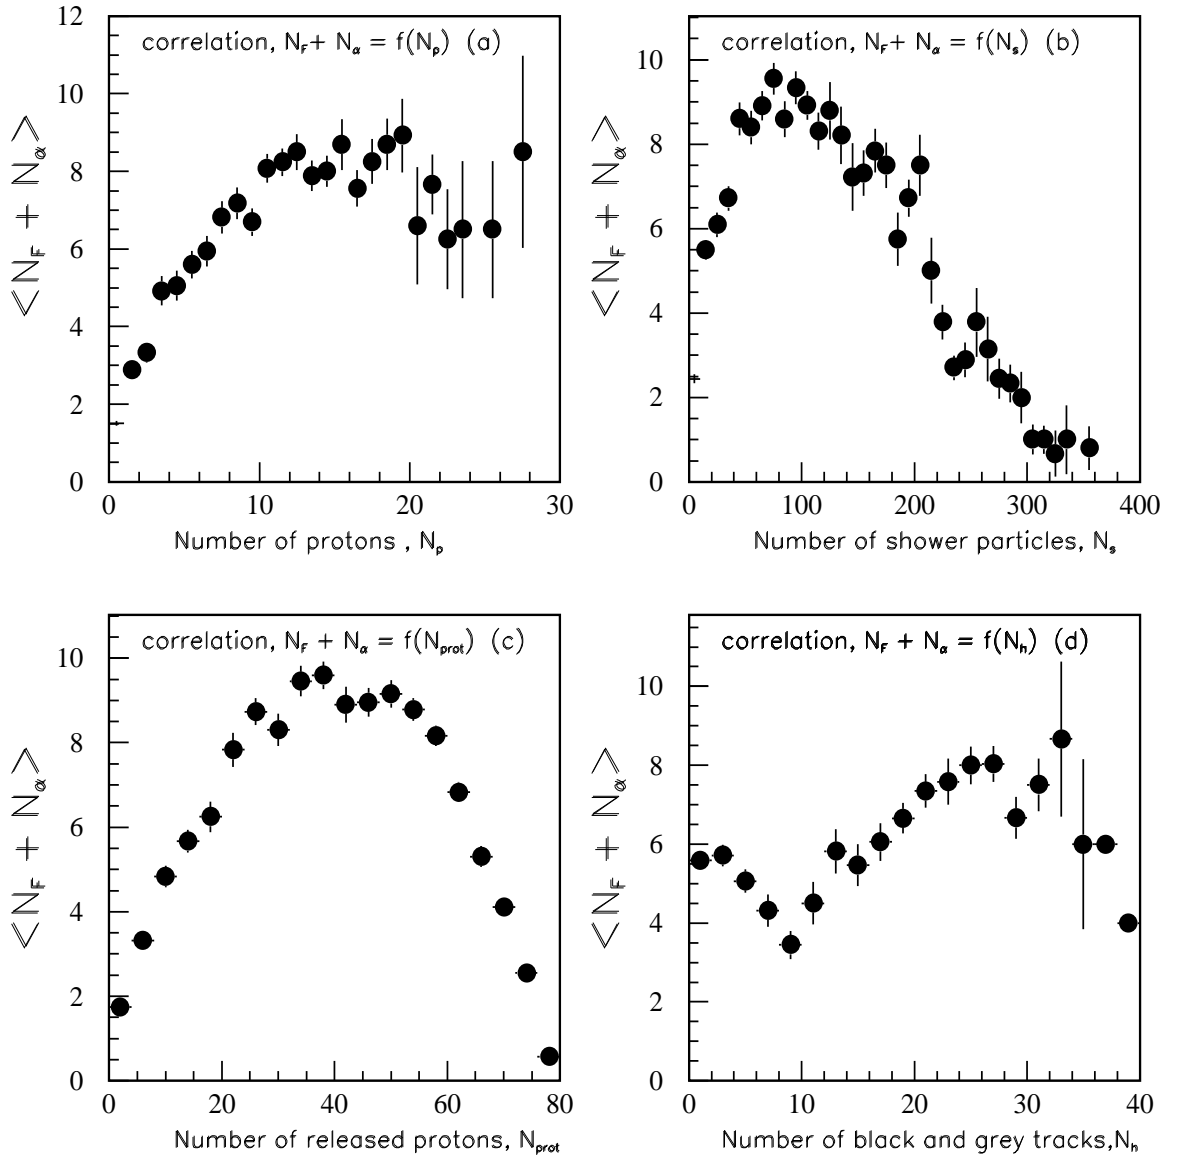 correlation, N_F + N_α = f(N_p) (a)
<N_F + N_α>
12
10
8
6
4
2
0
0 10 20 30
Number of protons , N_p
correlation, N_F + N_α = f(N_s) (b)
<N_F + N_α>
10
8
6
4
2
0
0 100 200 300 400
Number of shower particles, N_s
correlation, N_F + N_α = f(N_prot) (c)
<N_F + N_α>
10
8
6
4
2
0
0 20 40 60 80
Number of released protons, N_prot
correlation, N_F + N_α = f(N_h) (d)
<N_F + N_α>
10
8
6
4
2
0
0 10 20 30 40
Number of black and grey tracks,N_h